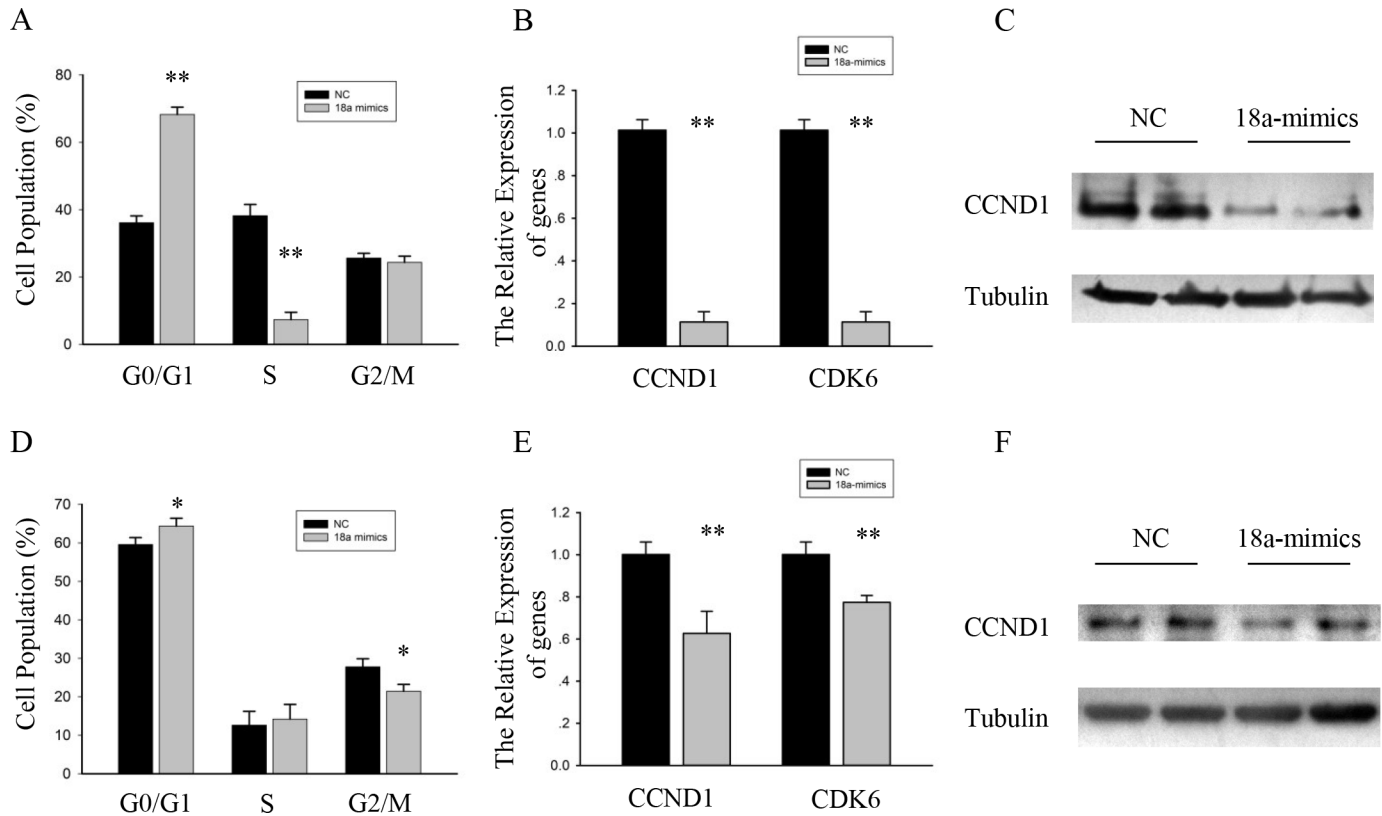 A
Cell Population (%)
80
60
40
20
0
**
**
NC
18a mimics
G0/G1
S
G2/M
B
The Relative Expression
of genes
1.2
1.0
.8
.6
.4
.2
0.0
**
**
NC
18a-mimics
CCND1
CDK6
C
NC
18a-mimics
CCND1
Tubulin
D
Cell Population (%)
70
60
50
40
30
20
10
0
*
*
NC
18a mimics
G0/G1
S
G2/M
E
The Relative Expression
of genes
1.2
1.0
.8
.6
.4
.2
0.0
**
**
NC
18a-mimics
CCND1
CDK6
F
NC
18a-mimics
CCND1
Tubulin